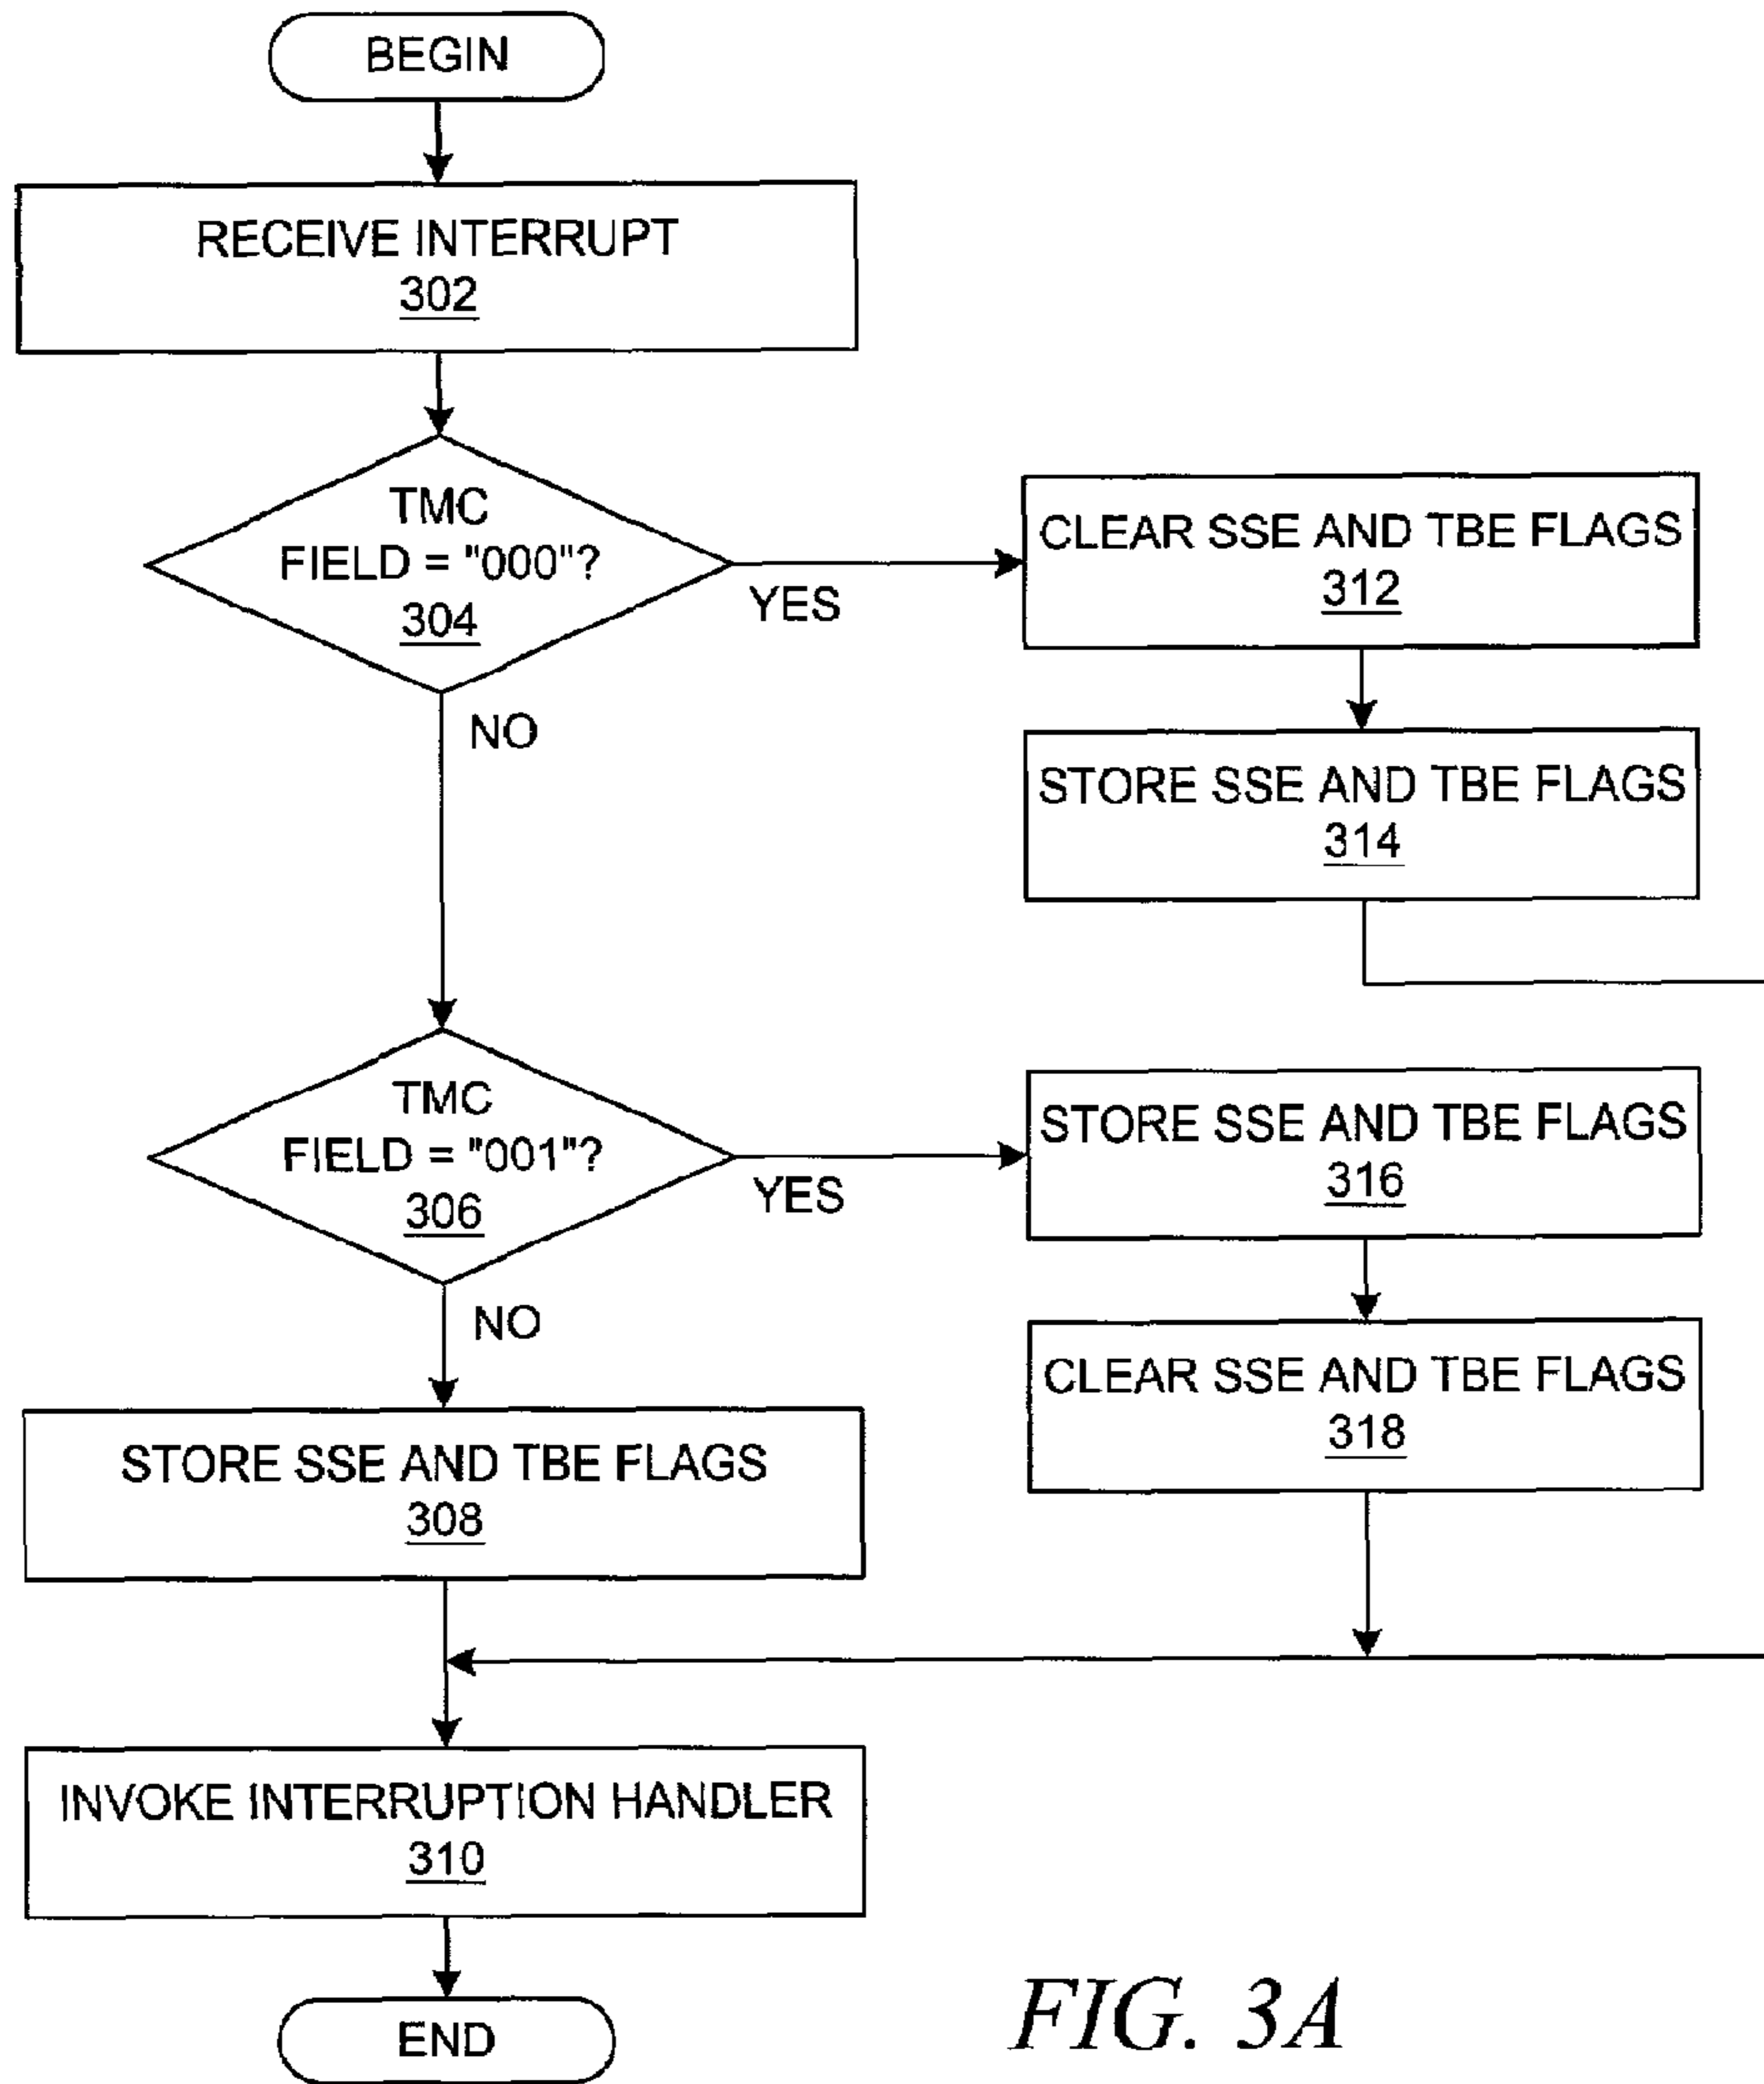 BEGIN
RECEIVE INTERRUPT
302
TMC
FIELD = "000"?
304
YES
NO
CLEAR SSE AND TBE FLAGS
312
STORE SSE AND TBE FLAGS
314
TMC
FIELD = "001"?
306
YES
NO
STORE SSE AND TBE FLAGS
316
CLEAR SSE AND TBE FLAGS
318
STORE SSE AND TBE FLAGS
308
INVOKE INTERRUPTION HANDLER
310
END
FIG. 3A